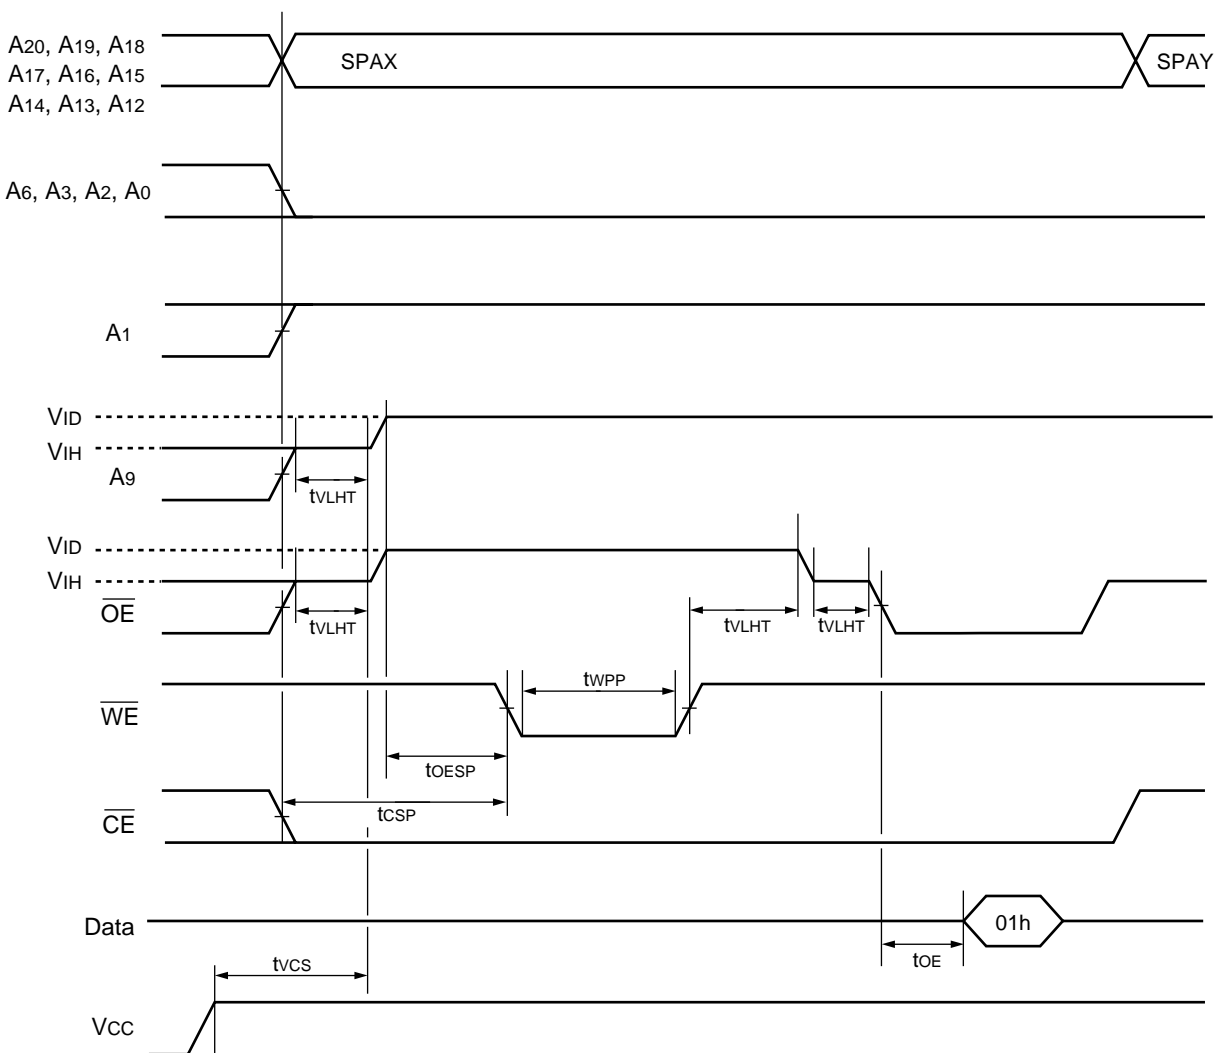 A20, A19, A18
A17, A16, A15
A14, A13, A12
SPAX
SPAY
A6, A3, A2, A0
A1
VID
VIH
A9
tVLHT
VID
VIH
OE
tVLHT
tVLHT
tVLHT
tWPP
WE
tOESP
tCSP
CE
Data
01h
tOE
tVCS
VCC